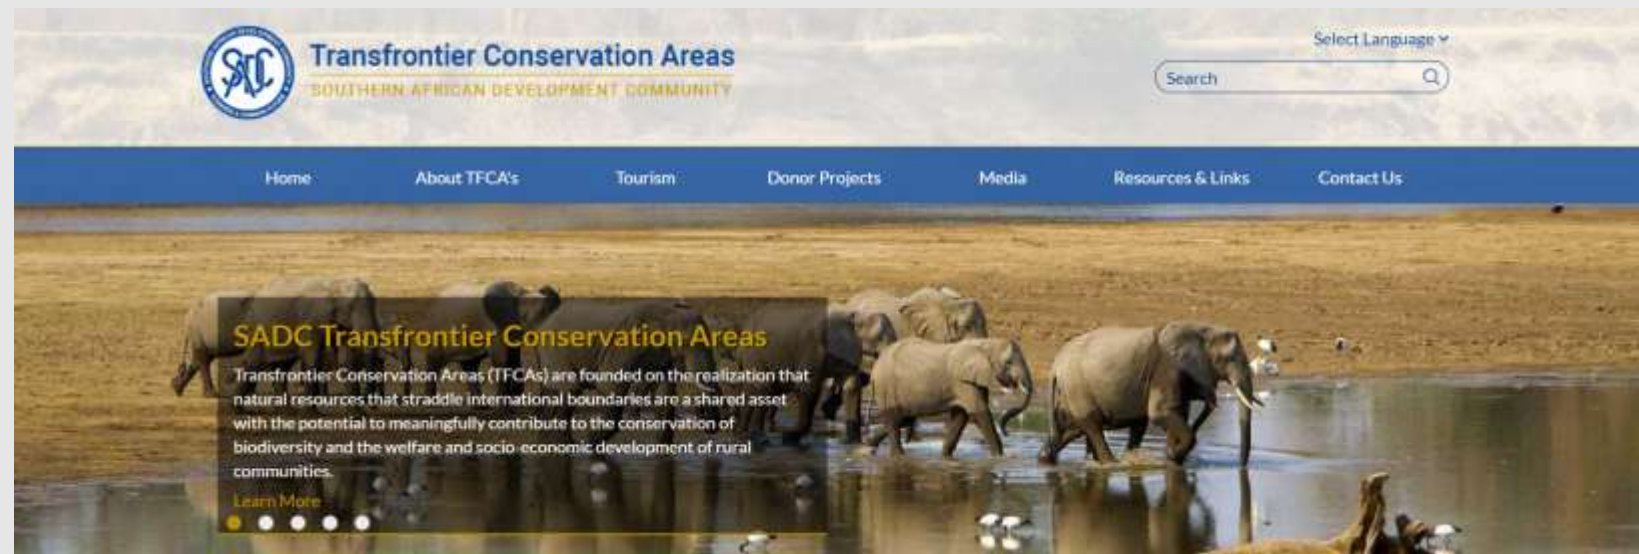 SADC
Transfrontier Conservation Areas
SOUTHERN AFRICAN DEVELOPMENT COMMUNITY
Select Language
Search
Home About TFCA's Tourism Donor Projects Media Resources & Links Contact Us
SADC Transfrontier Conservation Areas
Transfrontier Conservation Areas (TFCAs) are founded on the realization that
natural resources that straddle international boundaries are a shared asset
with the potential to meaningfully contribute to the conservation of
biodiversity and the welfare and socio-economic development of rural
communities.
Learn More